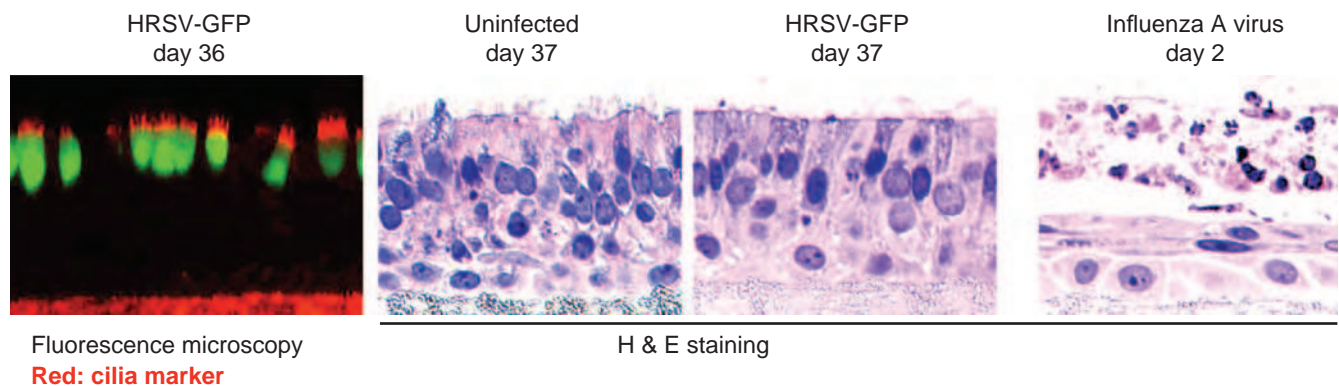 HRSV-GFP
day 36
Uninfected
day 37
HRSV-GFP
day 37
Influenza A virus
day 2
Fluorescence microscopy
Red: cilia marker
H & E staining